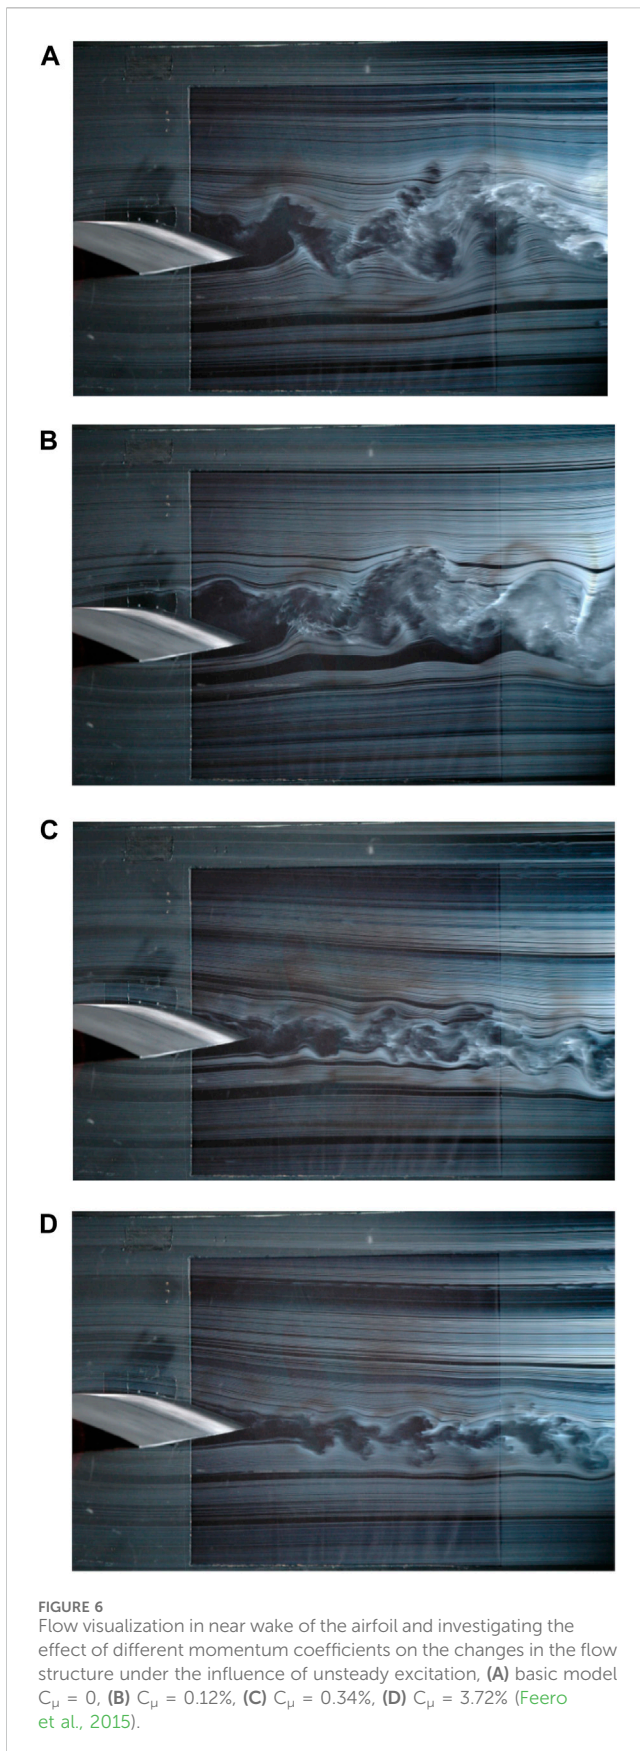 A
B
C
D
FIGURE 6
Flow visualization in near wake of the airfoil and investigating the
effect of different momentum coefficients on the changes in the flow
structure under the influence of unsteady excitation, (A) basic model
Cμ = 0, (B) Cμ = 0.12%, (C) Cμ = 0.34%, (D) Cμ = 3.72% (Feero
et al., 2015).